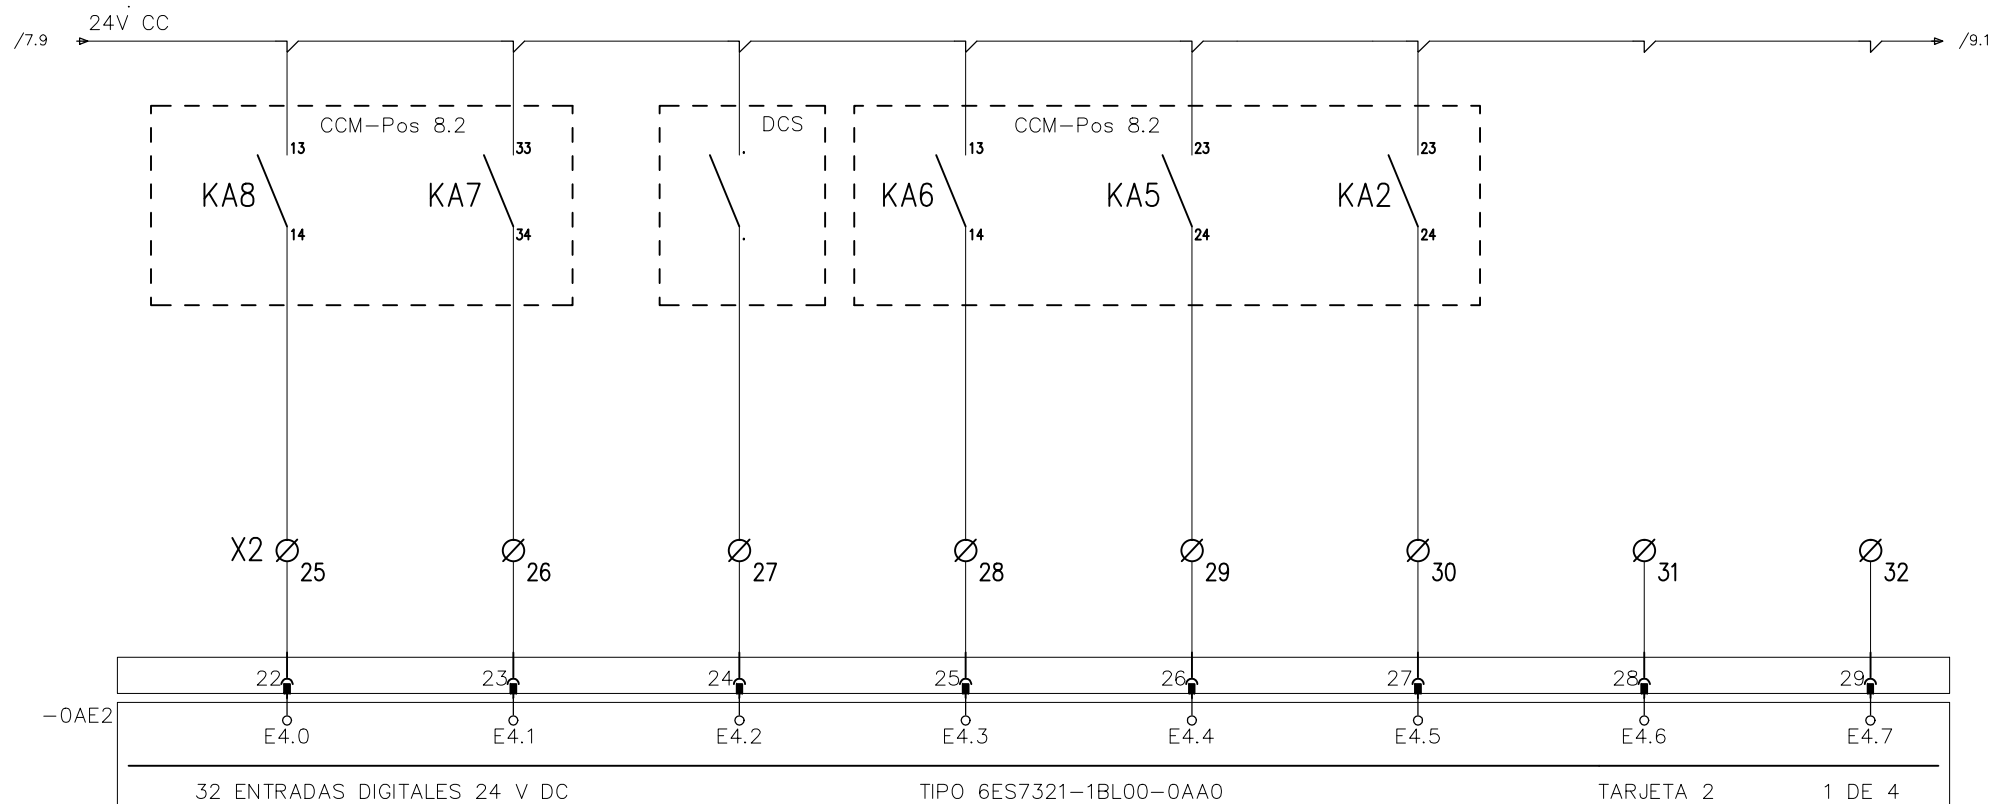 24V CC
/7.9
/9.1
CCM-Pos 8.2
DCS
CCM-Pos 8.2
13
33
13
23
23
KA8
KA7
KA6
KA5
KA2
14
34
14
24
24
X2
25
26
27
28
29
30
31
32
22
23
24
25
26
27
28
29
-0AE2
E4.0
E4.1
E4.2
E4.3
E4.4
E4.5
E4.6
E4.7
32 ENTRADAS DIGITALES 24 V DC
TIPO 6ES7321-1BL00-0AA0
TARJETA 2
1 DE 4